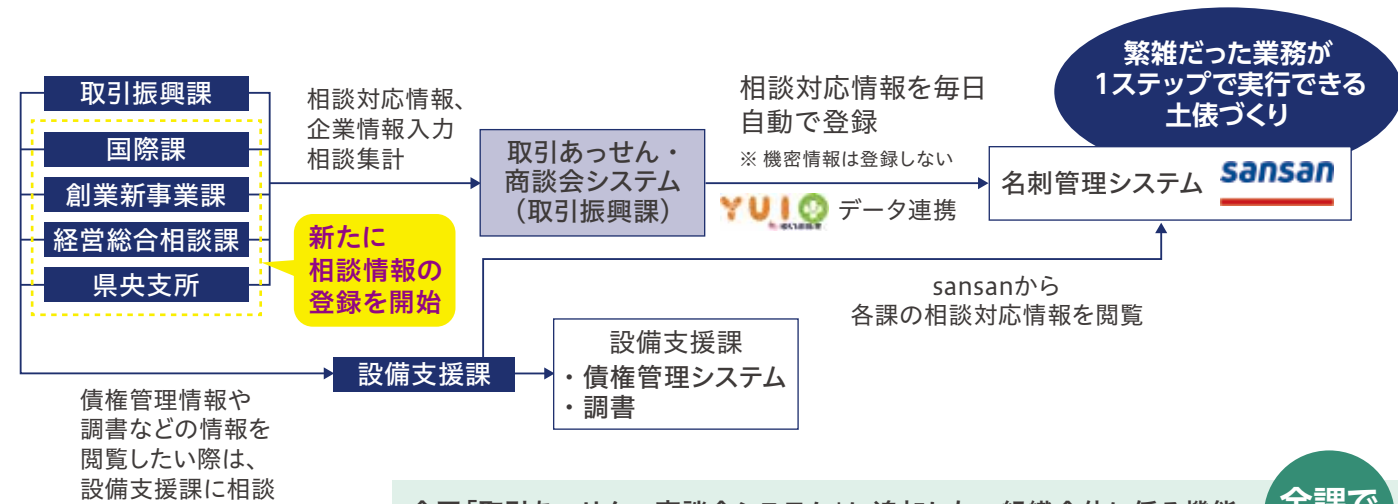 繁雑だった業務が
1ステップで実行できる
土俵づくり
取引振興課
国際課
創業新事業課
経営総合相談課
県央支所
相談対応情報、
企業情報入力
相談集計
新たに
相談情報の
登録を開始
取引あっせん・
商談会システム
（取引振興課）
相談対応情報を毎日
自動で登録
※ 機密情報は登録しない
YUI
データ連携
名刺管理システム sansan
sansanから
各課の相談対応情報を閲覧
設備支援課
設備支援課
・債権管理システム
・調書
債権管理情報や
調書などの情報を
閲覧したい際は、
設備支援課に相談
全課で